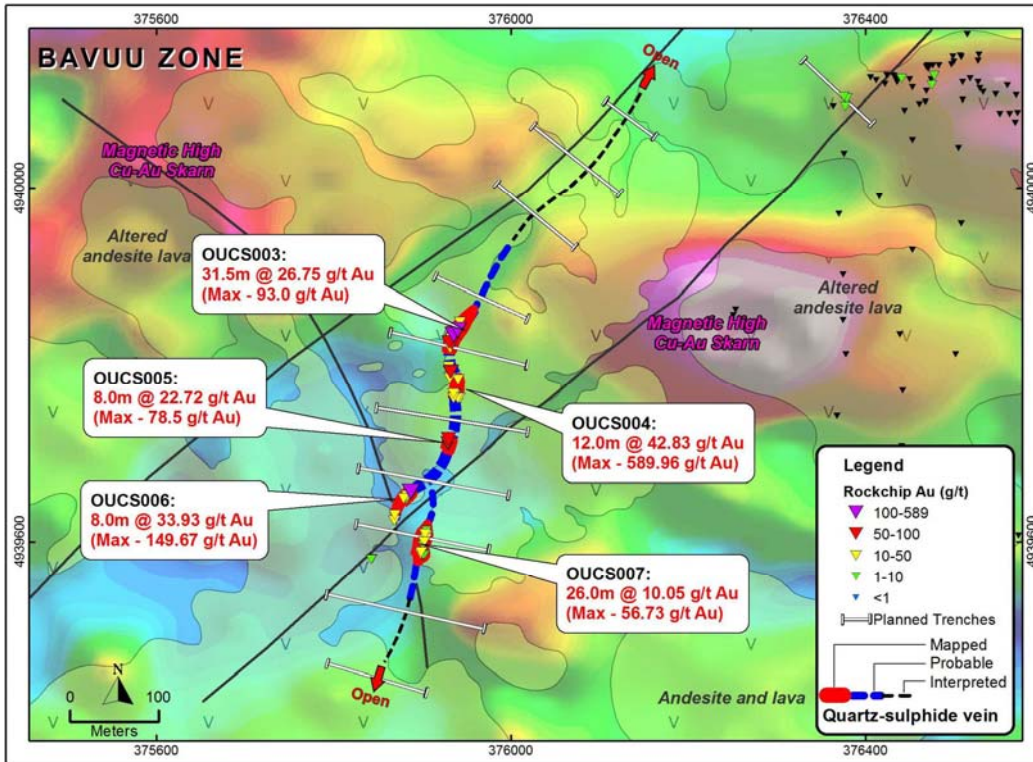 375600
376000
376400
BAVUU ZONE
Open
Magnetic High
Cu-Au Skarn
4940000
4940000
Altered
andesite lava
OUCS003:
31.5m @ 26.75 g/t Au
(Max - 93.0 g/t Au)
Altered
andesite lava
Magnetic High
Cu-Au Skarn
OUCS005:
8.0m @ 22.72 g/t Au
(Max - 78.5 g/t Au)
OUCS004:
12.0m @ 42.83 g/t Au
(Max - 589.96 g/t Au)
OUCS006:
8.0m @ 33.93 g/t Au
(Max - 149.67 g/t Au)
4939600
4939600
OUCS007:
26.0m @ 10.05 g/t Au
(Max - 56.73 g/t Au)
Legend
Rockchip Au (g/t)
100-589
50-100
10-50
1-10
<1
Planned Trenches
Mapped
Probable
Interpreted
Quartz-sulphide vein
N
0 100
Meters
Open
Andesite and lava
375600
376000
376400